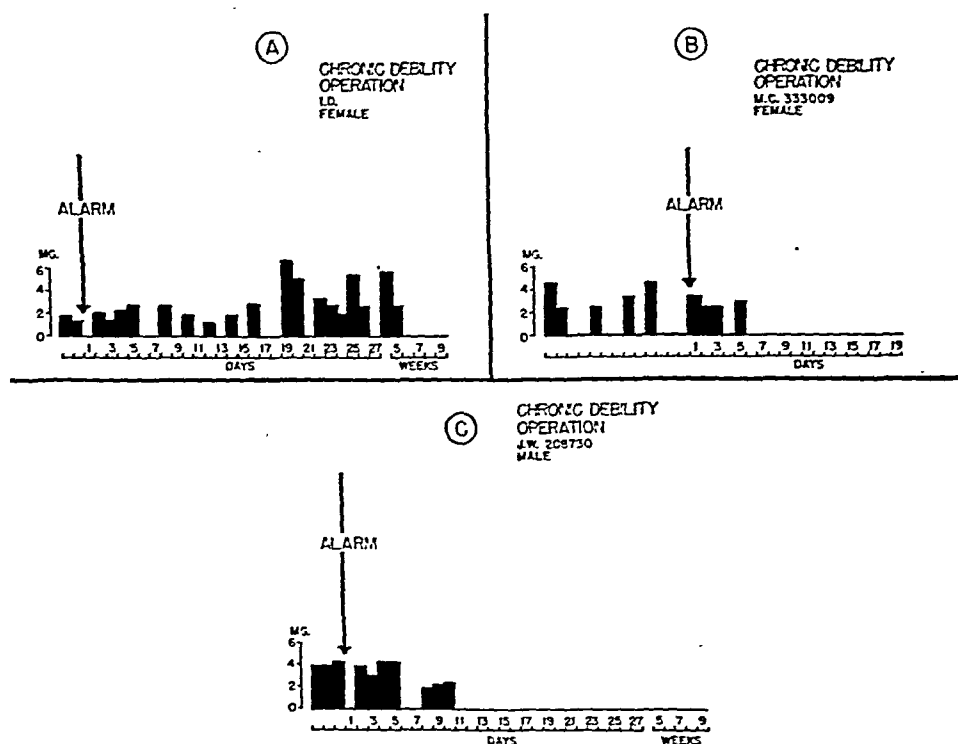 A
CHRONIC DEBILITY
OPERATION
I.D.
FEMALE
ALARM
MG.
6
4
2
0
1 3 5 7 9 11 13 15 17 19 21 23 25 27 5 7 9
DAYS WEEKS
B
CHRONIC DEBILITY
OPERATION
M.C. 333009
FEMALE
ALARM
MG.
6
4
2
0
1 3 5 7 9 11 13 15 17 19
DAYS
C
CHRONIC DEBILITY
OPERATION
J.W. 208730
MALE
ALARM
MG.
6
4
2
0
1 3 5 7 9 11 13 15 17 19 21 23 25 27 5 7 9
DAYS WEEKS